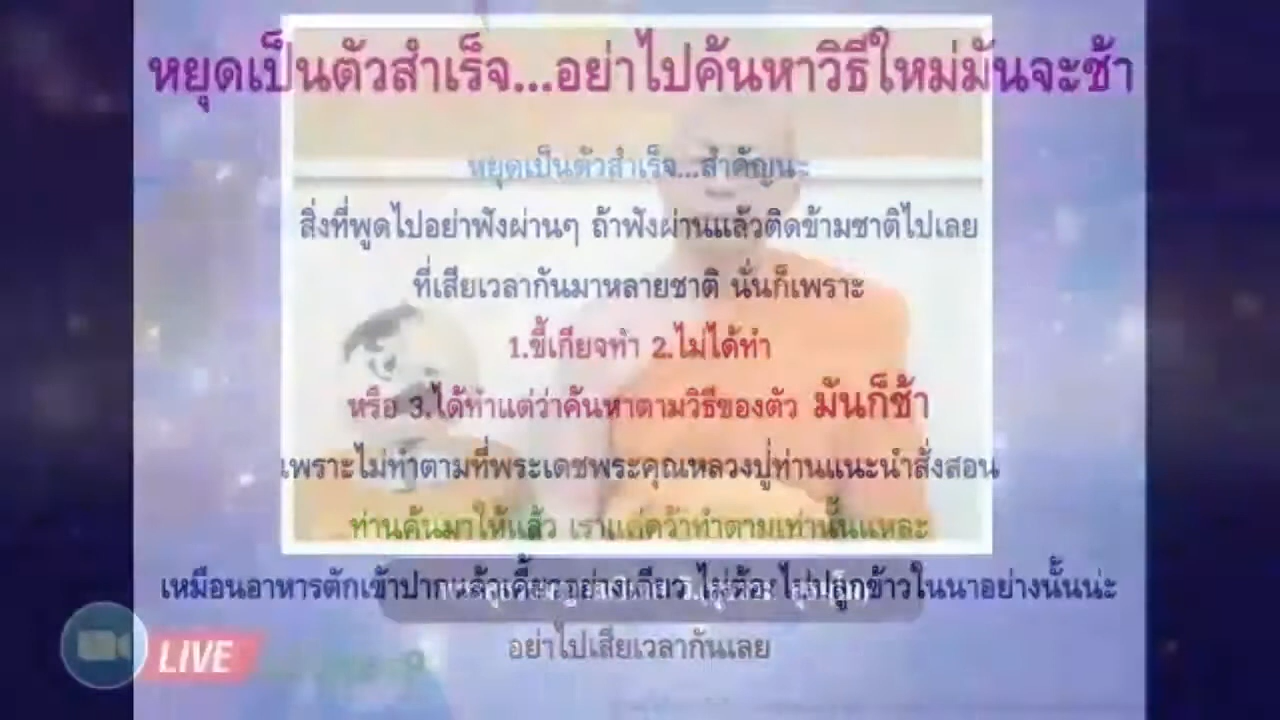 หยุดเป็นตัวสำเร็จ...อย่าไปค้นหาวิธีใหม่มันจะช้า
หยุดเป็นตัวสำเร็จ...สำคัญนะ
สิ่งที่พูดไปอย่าฟังผ่านๆ ถ้าฟังผ่านแล้วติดข้ามชาติไปเลย
ที่เสียเวลากันมาหลายชาติ นั่นก็เพราะ
1.ขี้เกียจทำ 2.ไม่ได้ทำ
หรือ 3.ได้ทำแต่ว่าค้นหาตามวิธีของตัว มันก็ช้า
เพราะไม่ทำตามที่พระเดชพระคุณหลวงปู่ท่านแนะนำสั่งสอน
ท่านค้นมาให้แล้ว เราแค่คว้าทำตามเท่านั้นแหละ
เหมือนอาหารตักเข้าปากแล้วเคี้ยวอย่างเดียว ไม่ต้องไปปลูกข้าวในนาอย่างนั้นน่ะ
อย่าไปเสียเวลากันเลย
LIVE